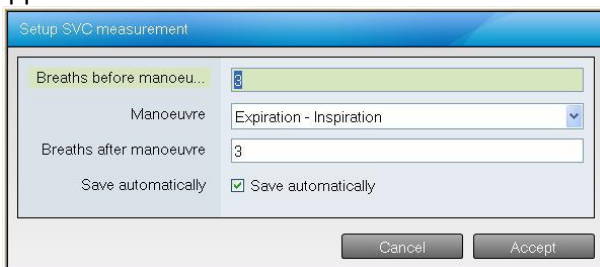 Setup SVC measurement
Breaths before manoeu... 3
Manoeuvre Expiration - Inspiration
Breaths after manoeuvre 3
Save automatically Save automatically
Cancel Accept